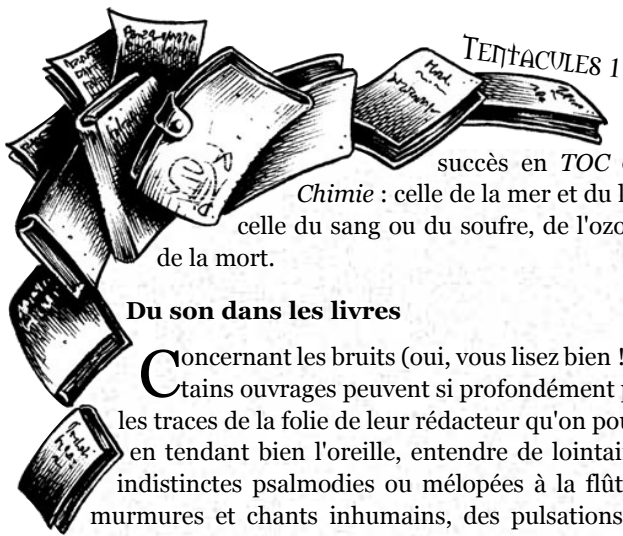 TENTACULES 1
succès en TOC
Chimie : celle de la mer et du
celle du sang ou du soufre, de l'ozo
de la mort.
Du son dans les livres
Concernant les bruits (oui, vous lisez bien !
tains ouvrages peuvent si profondément p
les traces de la folie de leur rédacteur qu'on pou
en tendant bien l'oreille, entendre de lointai
indistinctes psalmodies ou mélopées à la flût
murmures et chants inhumains, des pulsations